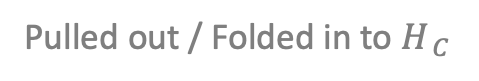 Pulled out / Folded in to H_C